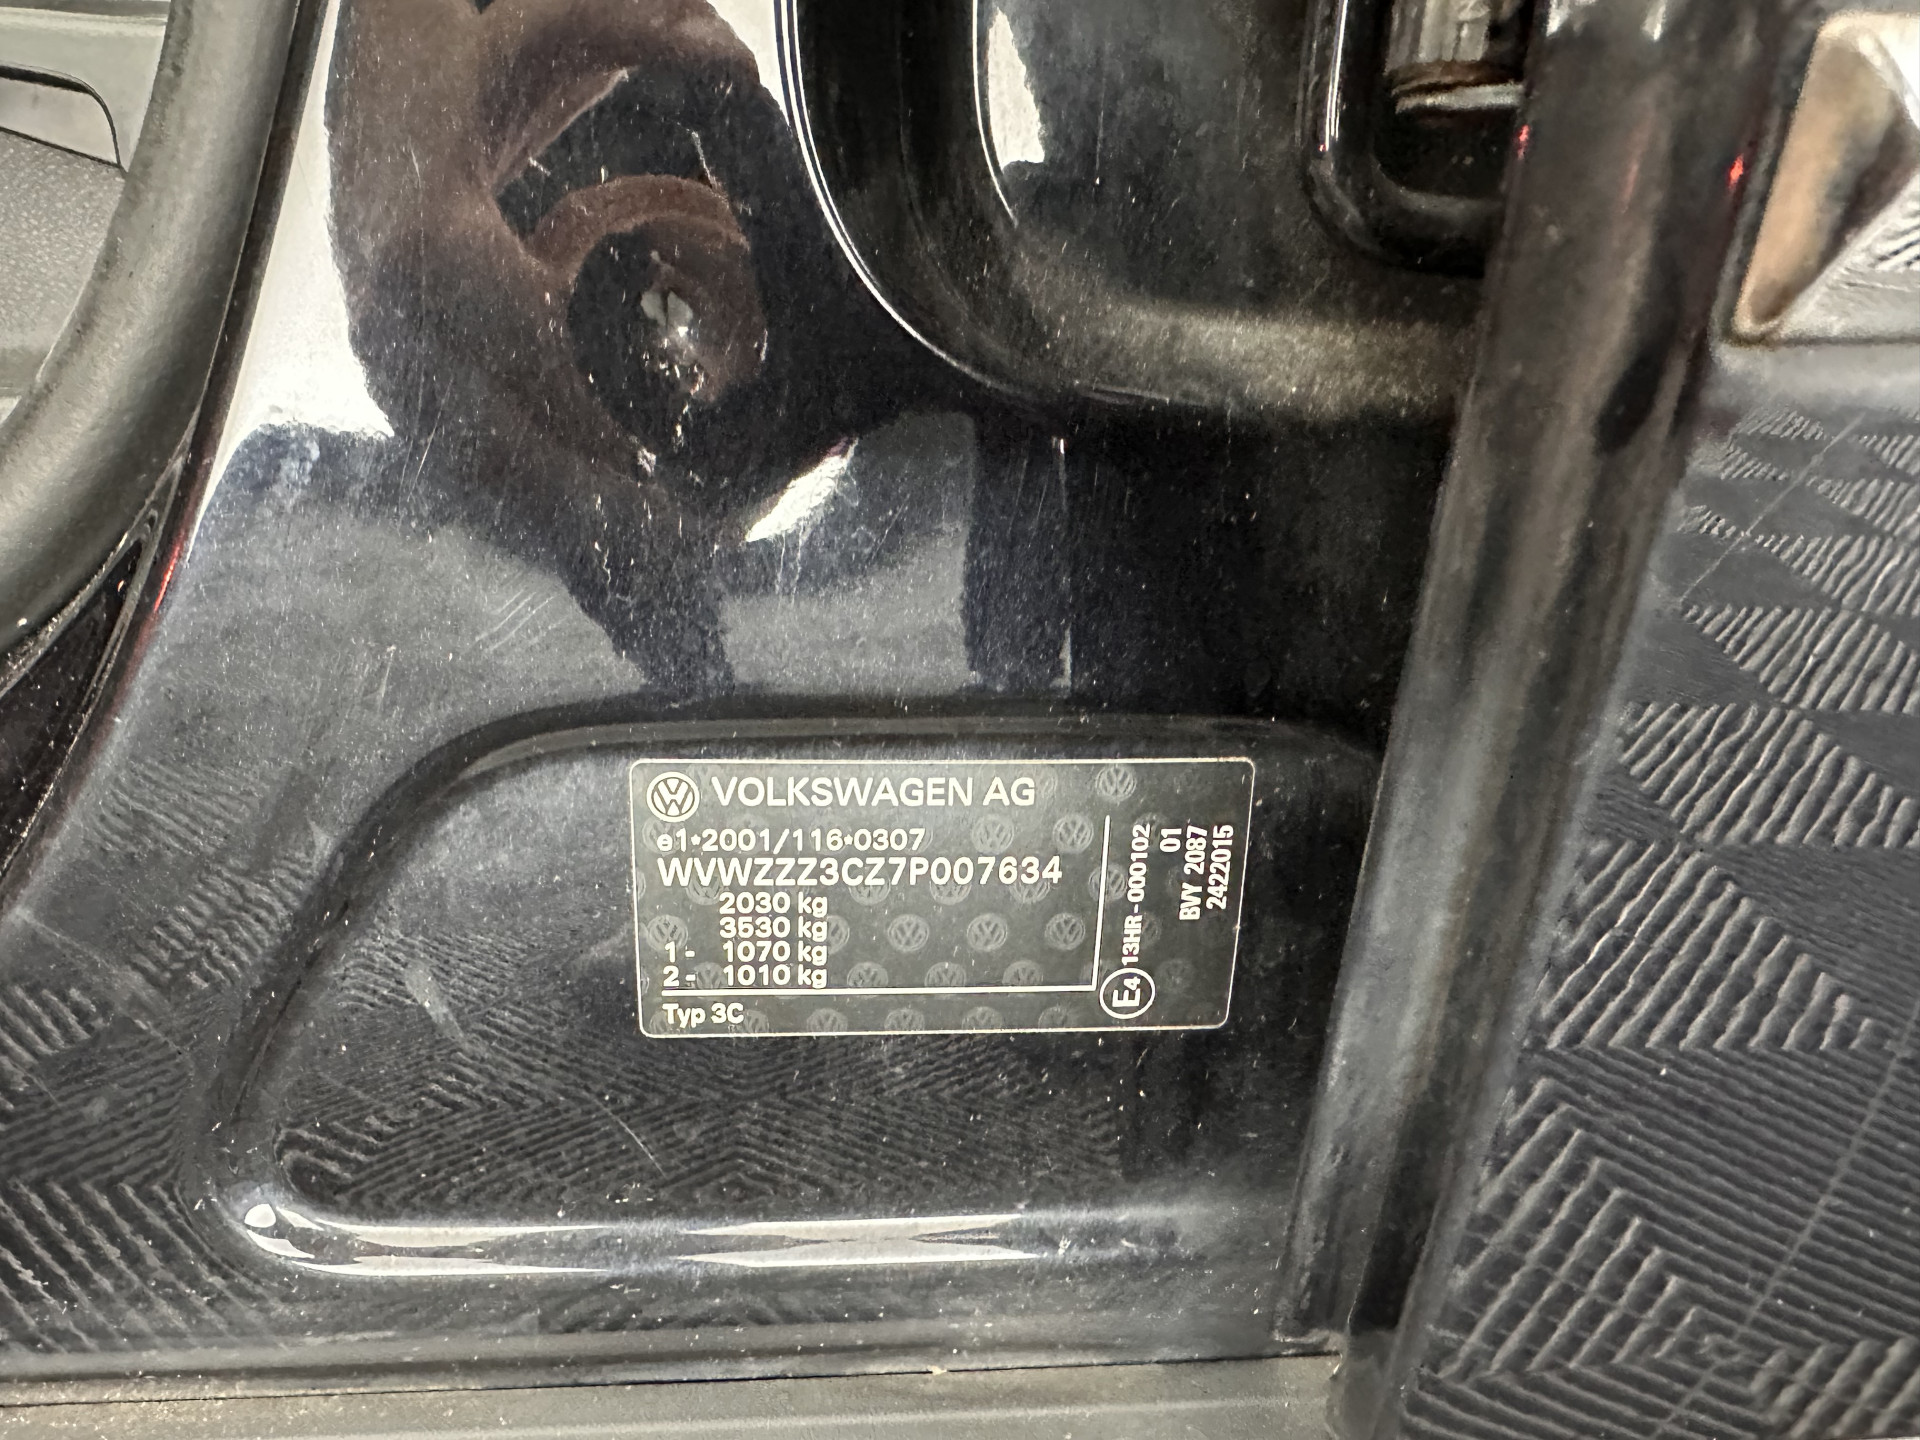 VOLKSWAGEN AG
e1*2001/116*0307
WVWZZZ3CZ7P007634
2030 kg
3530 kg
1- 1070 kg
2- 1010 kg
Typ 3C
E4 13HR-000102
01
BVY 2087
2422015